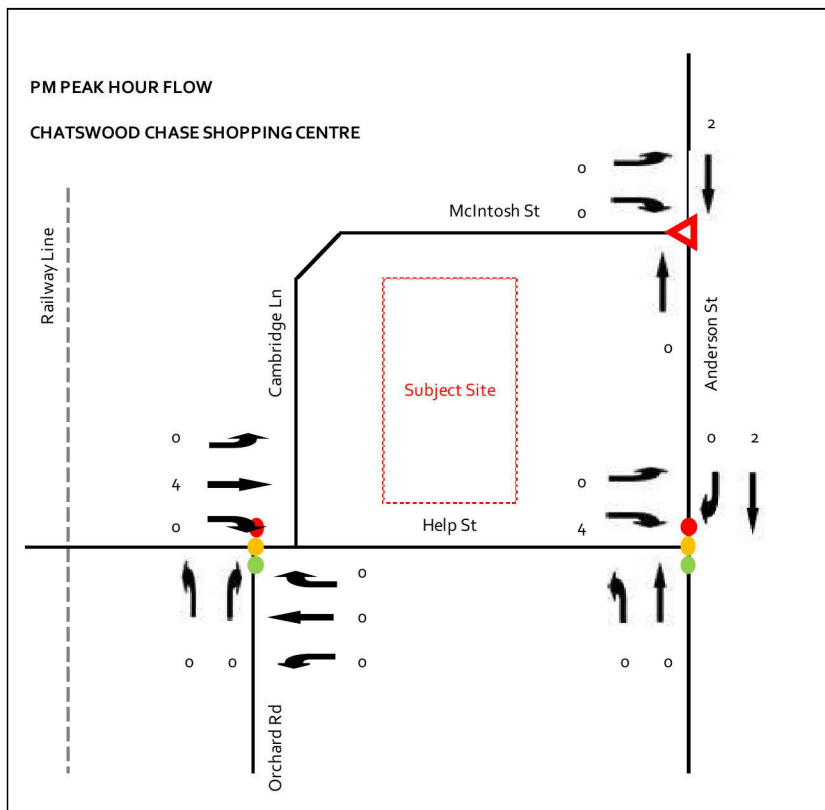 PM PEAK HOUR FLOW
CHATSWOOD CHASE SHOPPING CENTRE
2
0
McIntosh St
0
Railway Line
Cambridge Ln
Anderson St
0
Subject Site
0
0
2
4
0
0
Help St
4
0
0
0
0
0
0
0
0
Orchard Rd